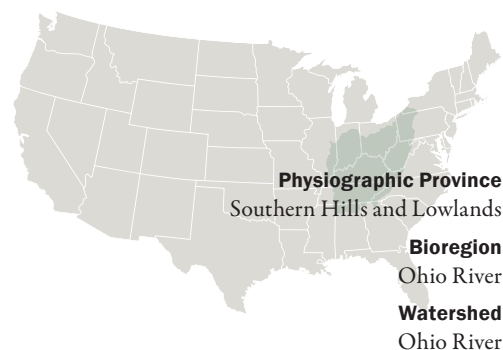 Physiographic Province
Southern Hills and Lowlands
Bioregion
Ohio River
Watershed
Ohio River